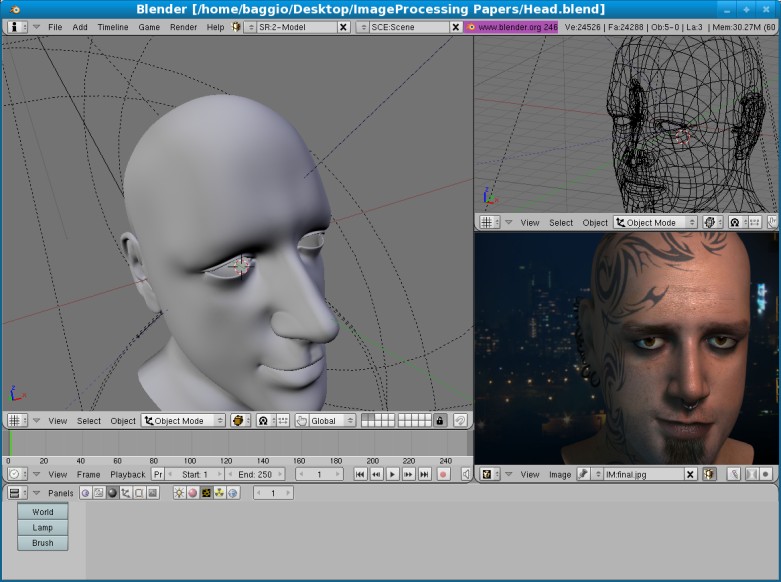 Blender [/home/baggio/Desktop/ImageProcessing Papers/Head.blend]
File Add Timeline Game Render Help SR:2-Model X SCE:Scene X www.blender.org 246 Ve:24526 | Fa:24288 | Ob:5-0 | La:3 | Mem:30.27M (60
View Select Object Object Mode
View Select Object Object Mode Global
0 20 40 60 80 100 120 140 160 180 200 220 240
View Frame Playback Pr Start: 1 End: 250 1
View Image IM:final.jpg X
Panels 1
World
Lamp
Brush